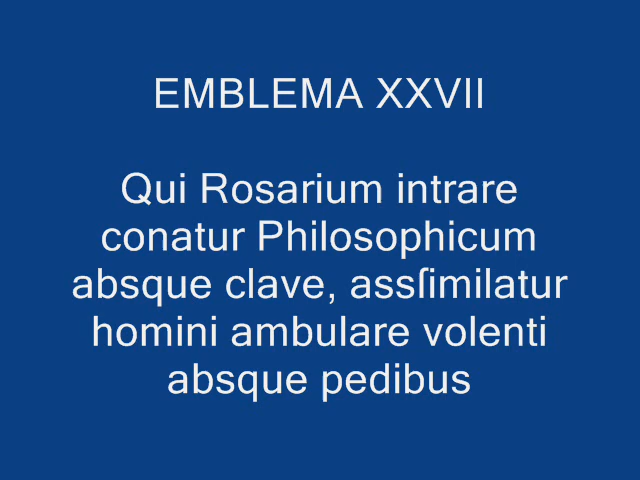 EMBLEMA XXVII
Qui Rosarium intrare
conatur Philosophicum
absque clave, assſimilatur
homini ambulare volenti
absque pedibus